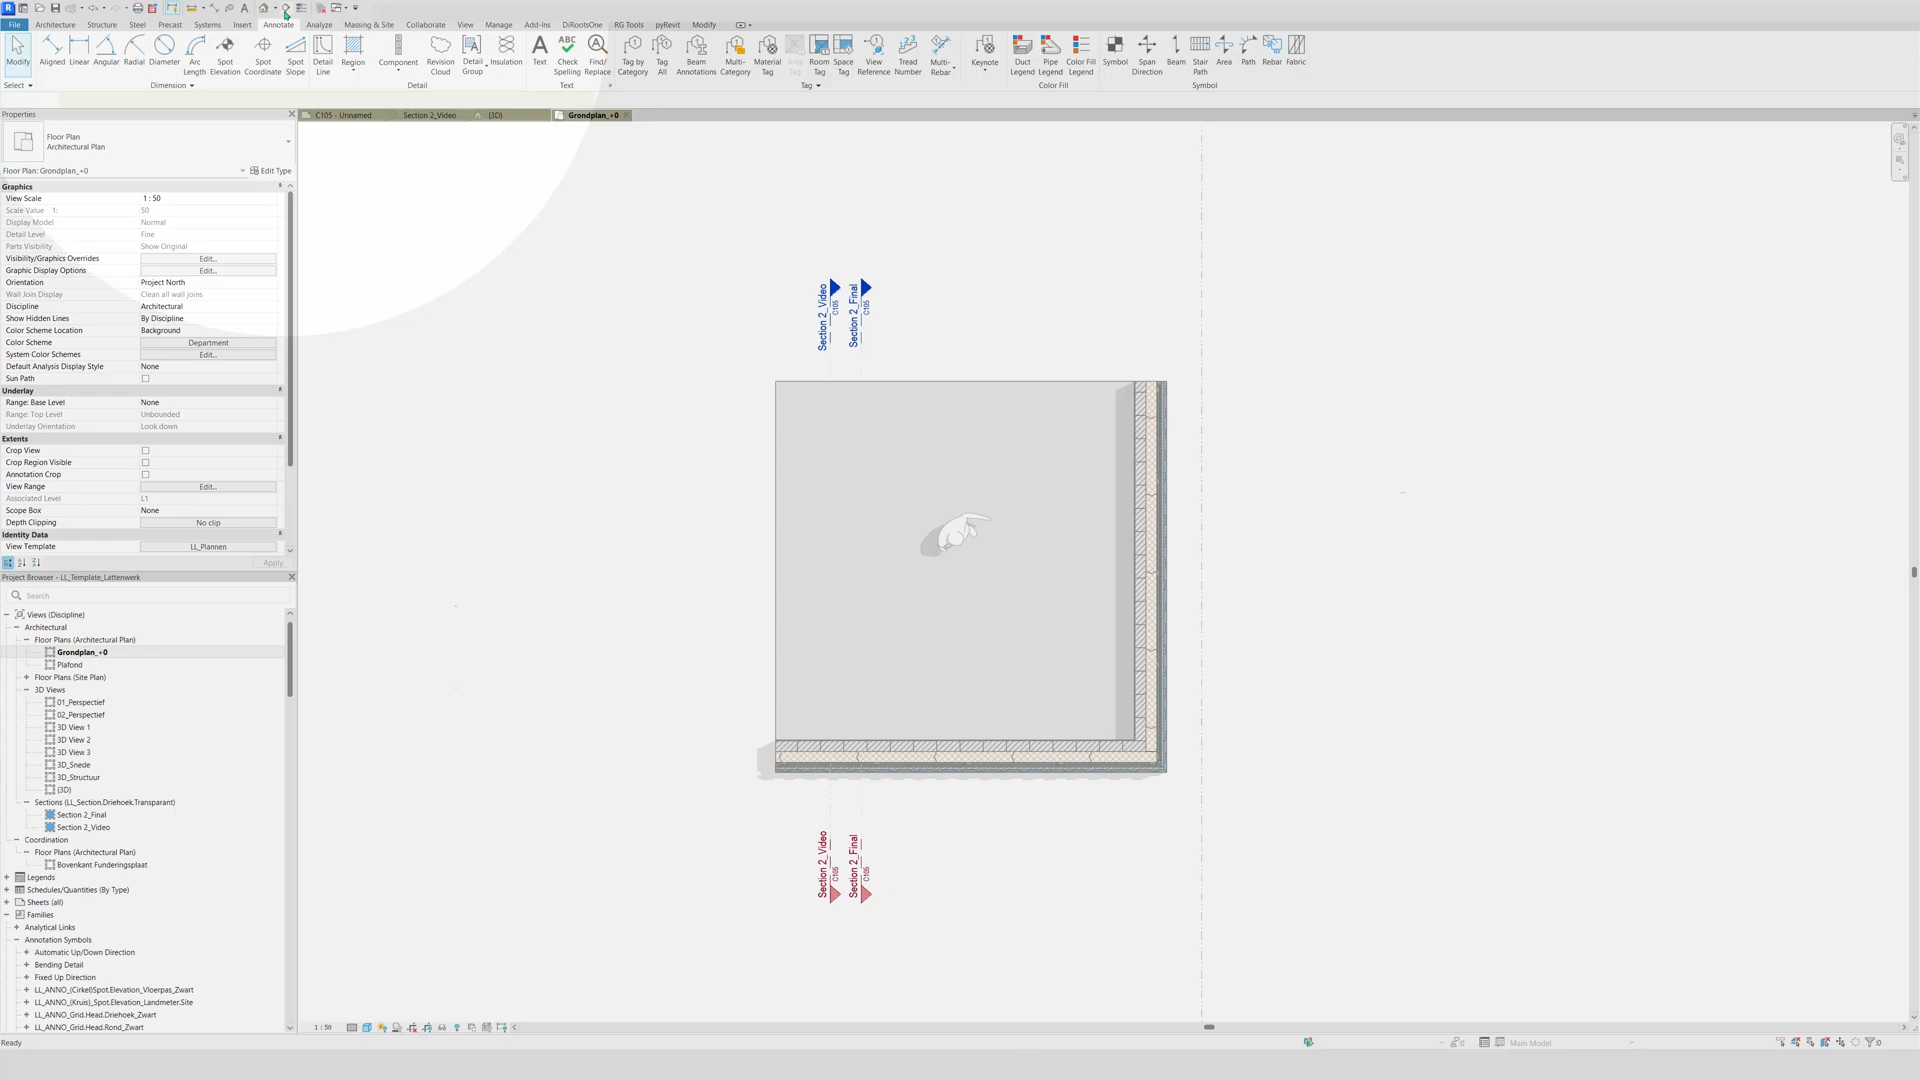 File Architecture Structure Steel Precast Systems Insert Annotate Analyze Massing & Site Collaborate View Manage Add-Ins DiRootsOne RG Tools pyRevit Modify
Modify Aligned Linear Angular Radial Diameter Arc Length Spot Elevation Spot Coordinate Spot Slope Detail Line Region Component Revision Cloud Detail Group Insulation Text Check Spelling Find/ Replace Tag by Category Tag All Beam Annotations Multi- Category Material Tag Area Tag Room Tag Space Tag View Reference Tread Number Multi- Rebar Keynote Duct Legend Pipe Legend Color Fill Legend Symbol Span Direction Beam Stair Path Area Path Rebar Fabric
Select Dimension Detail Text Tag Color Fill Symbol
Properties
C105 - Unnamed Section 2_Video {3D} Grondplan_+0
Floor Plan
Architectural Plan
Floor Plan: Grondplan_+0 Edit Type
Graphics
View Scale 1 : 50
Scale Value 1: 50
Display Model Normal
Detail Level Fine
Parts Visibility Show Original
Visibility/Graphics Overrides Edit...
Graphic Display Options Edit...
Orientation Project North
Wall Join Display Clean all wall joins
Discipline Architectural
Show Hidden Lines By Discipline
Color Scheme Location Background
Color Scheme Department
System Color Schemes Edit...
Default Analysis Display Style None
Sun Path
Underlay
Range: Base Level None
Range: Top Level Unbounded
Underlay Orientation Look down
Extents
Crop View
Crop Region Visible
Annotation Crop
View Range Edit...
Associated Level L1
Scope Box None
Depth Clipping No clip
Identity Data
View Template LL_Plannen
Apply
Project Browser - LL_Template_Lattenwerk
Search
Views (Discipline)
Architectural
Floor Plans (Architectural Plan)
Grondplan_+0
Plafond
Floor Plans (Site Plan)
3D Views
01_Perspectief
02_Perspectief
3D View 1
3D View 2
3D View 3
3D_Snede
3D_Structuur
{3D}
Sections (LL_Section.Driehoek.Transparant)
Section 2_Final
Section 2_Video
Coordination
Floor Plans (Architectural Plan)
Bovenkant Funderingsplaat
Legends
Schedules/Quantities (By Type)
Sheets (all)
Families
Analytical Links
Annotation Symbols
Automatic Up/Down Direction
Bending Detail
Fixed Up Direction
LL_ANNO_(Cirkel)Spot.Elevation_Vloerpas_Zwart
LL_ANNO_(Kruis)_Spot.Elevation_Landmeter.Site
LL_ANNO_Grid.Head.Driehoek_Zwart
LL_ANNO_Grid.Head.Rond_Zwart
Section 2_Video
C105
Section 2_Final
C105
Section 2_Video
C105
Section 2_Final
C105
1 : 50
Ready
:0
Main Model
:0